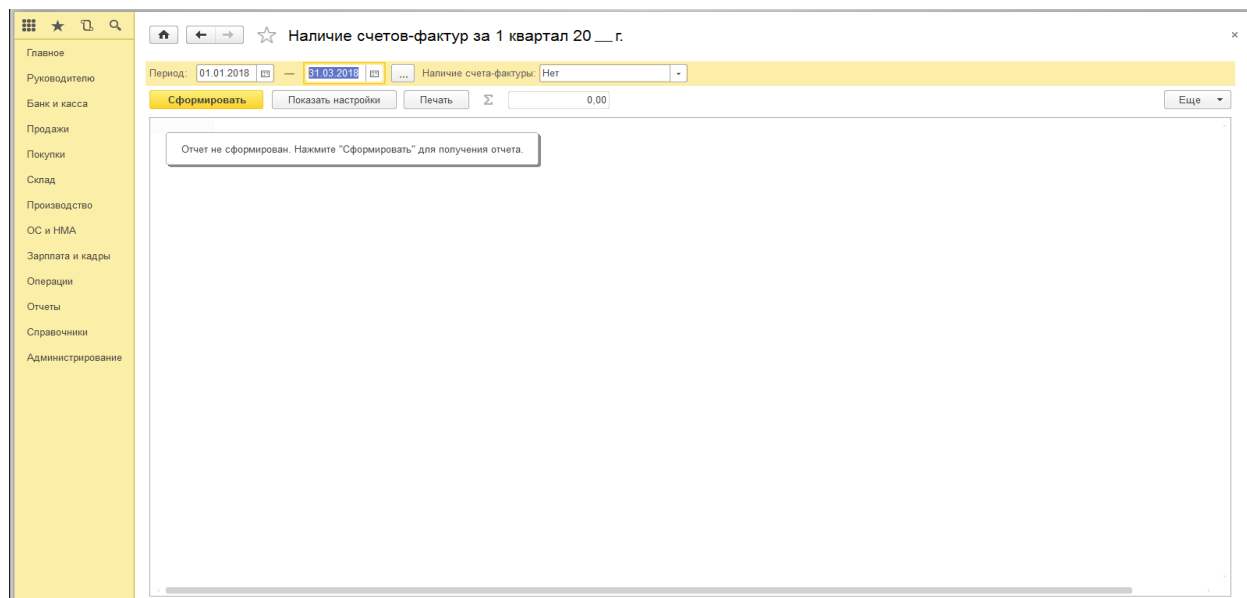 Наличие счетов-фактур за 1 квартал 20 __ г.
Главное
Руководителю
Банк и касса
Продажи
Покупки
Склад
Производство
ОС и НМА
Зарплата и кадры
Операции
Отчеты
Справочники
Администрирование
Период: 01.01.2018 — 31.03.2018 ... Наличие счета-фактуры: Нет
Сформировать Показать настройки Печать Σ 0,00 Еще
Отчет не сформирован. Нажмите "Сформировать" для получения отчета.